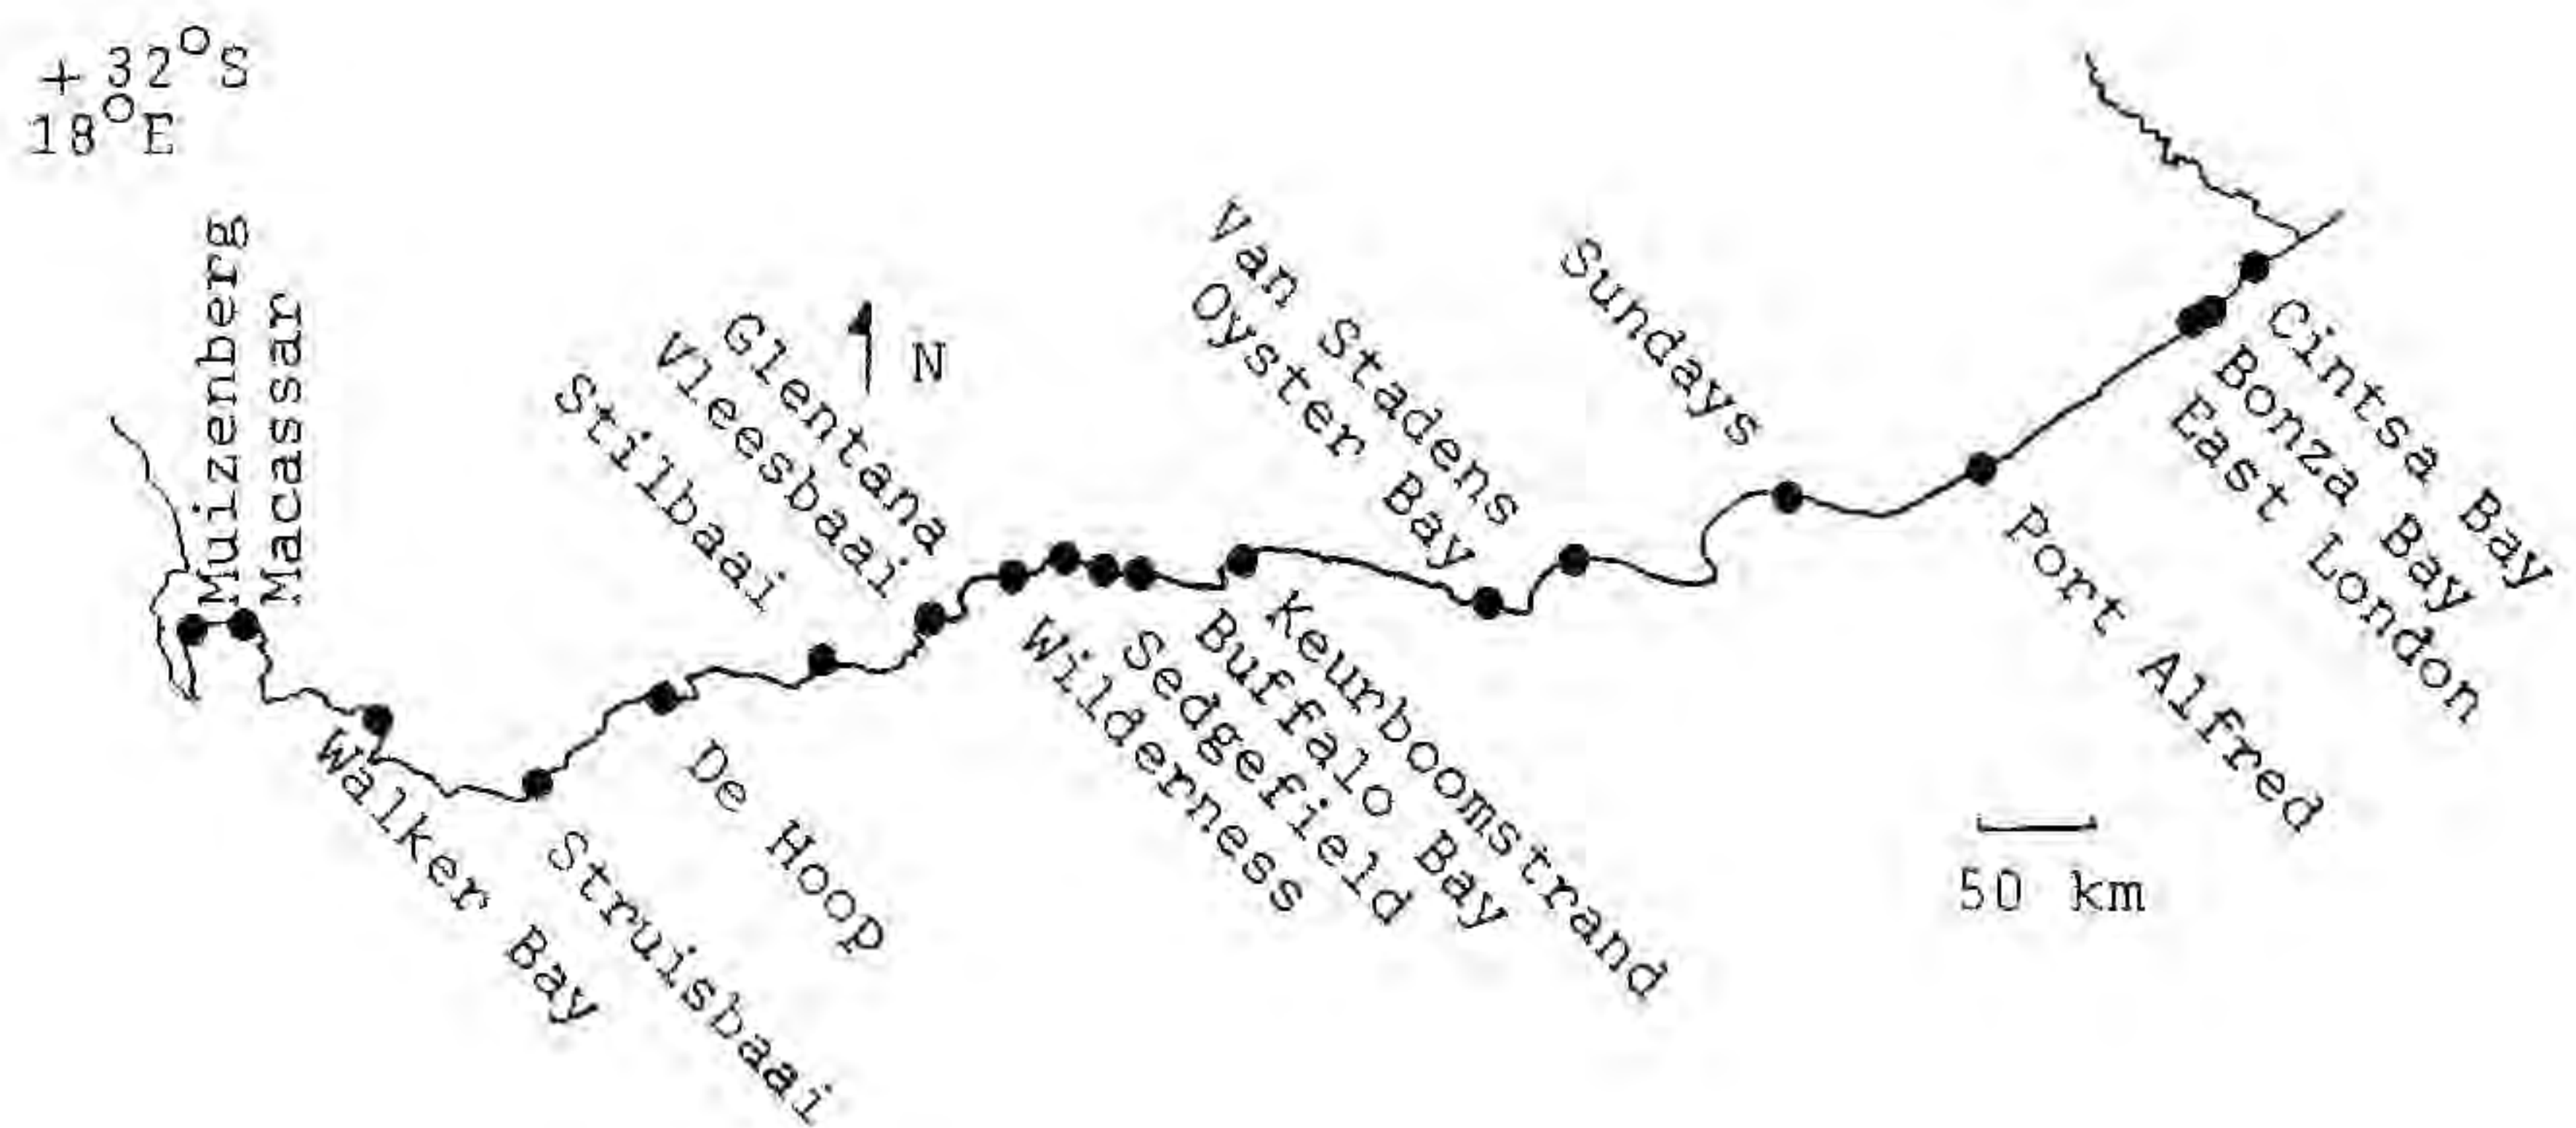 + 32°S
18°E
Muizenberg
Macassar
Walker Bay
Struisbaai
De Hoop
Stilbaai
Vleesbaai
Glentana
N
Wilderness
Sedgefield
Buffalo Bay
Keurboomstrand
Oyster Bay
Van Stadens
Sundays
Port Alfred
East London
Bonza Bay
Cintsa Bay
50 km